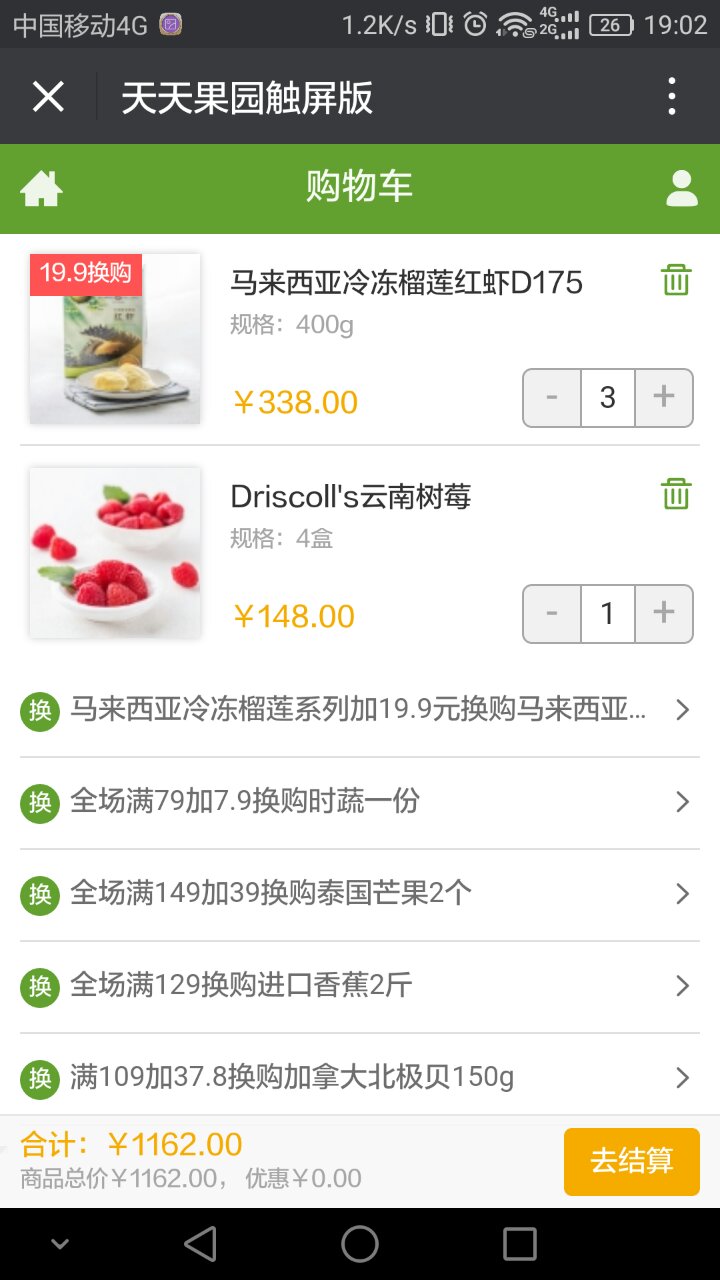 中国移动4G 1.2K/s 4G 2G 26 19:02
天天果园触屏版
购物车
19.9换购
马来西亚冷冻榴莲红虾D175
规格：400g
￥338.00 - 3 +
Driscoll's云南树莓
规格：4盒
￥148.00 - 1 +
换 马来西亚冷冻榴莲系列加19.9元换购马来西亚...
换 全场满79加7.9换购时蔬一份
换 全场满149加39换购泰国芒果2个
换 全场满129换购进口香蕉2斤
换 满109加37.8换购加拿大北极贝150g
合计：￥1162.00
商品总价￥1162.00， 优惠￥0.00
去结算